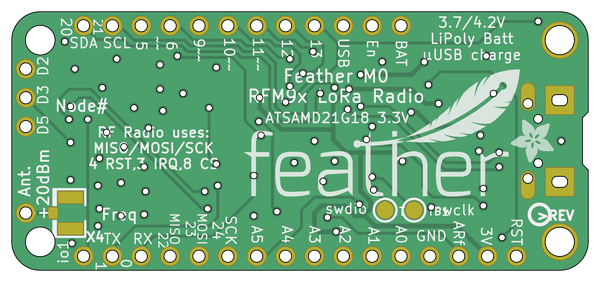 20
21
SDA SCL 5~ 6~ 9~ 10~~ 11~~ 12~~ 13~~ USB En BAT
3.7/4.2V
LiPoly Batt
uUSB charge
D2
D3
D5
Feather M0
RFM9x LoRa Radio
ATSAMD21G18 3.3V
Node#
RF Radio uses:
MISO/MOSI/SCK
4 RST,3 IRQ,8 CS
feather
Ant.
+20dBm
Freq
swdio
swclk
REV
io1
X4
TX
1
RX
0
MISO
22
MOSI
23
SCK
24
A5 A4 A3 A2 A1 A0 GND ARf 3V RST